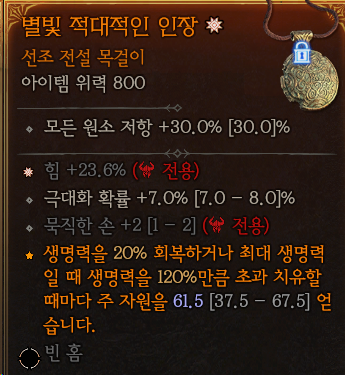 별빛 적대적인 인장
선조 전설 목걸이
아이템 위력 800
모든 원소 저항 +30.0% [30.0]%
힘 +23.6% (전용)
극대화 확률 +7.0% [7.0 - 8.0]%
묵직한 손 +2 [1 - 2] (전용)
생명력을 20% 회복하거나 최대 생명력
일 때 생명력을 120%만큼 초과 치유할
때마다 주 자원을 61.5 [37.5 - 67.5] 얻
습니다.
빈 홈